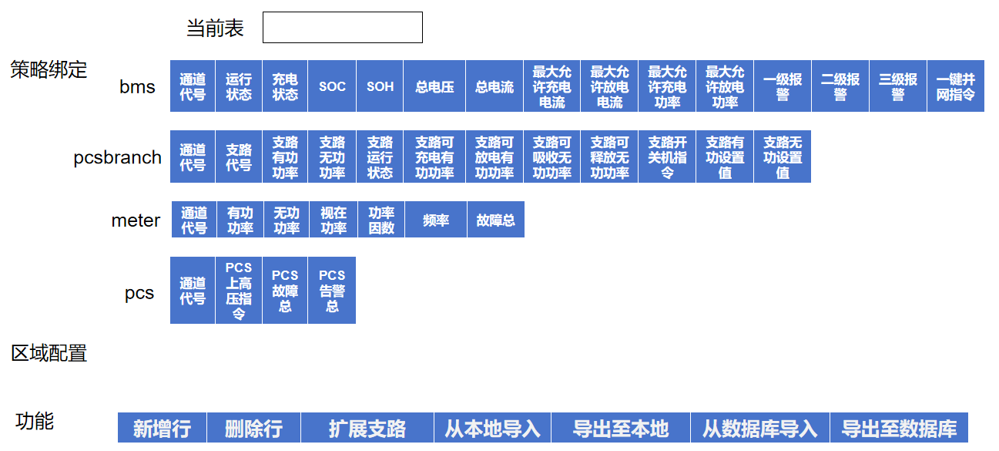 当前表
策略绑定
bms
通道代号 运行状态 充电状态 SOC SOH 总电压 总电流 最大允许充电电流 最大允许放电电流 最大允许充电功率 最大允许放电功率 一级报警 二级报警 三级报警 一键并网指令
pcsbranch
通道代号 支路代号 支路有功功率 支路无功功率 支路运行状态 支路可充电有功功率 支路可放电有功功率 支路可吸收无功功率 支路可释放无功功率 支路开关机指令 支路有功设置值 支路无功设置值
meter
通道代号 有功功率 无功功率 视在功率 功率因数 频率 故障总
pcs
通道代号 PCS上高压指令 PCS故障总 PCS告警总
区域配置
功能
新增行 删除行 扩展支路 从本地导入 导出至本地 从数据库导入 导出至数据库